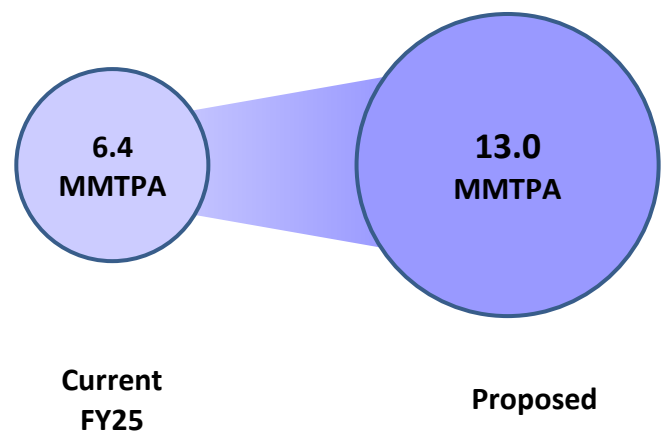 6.4
MMTPA
13.0
MMTPA
Current
FY25
Proposed